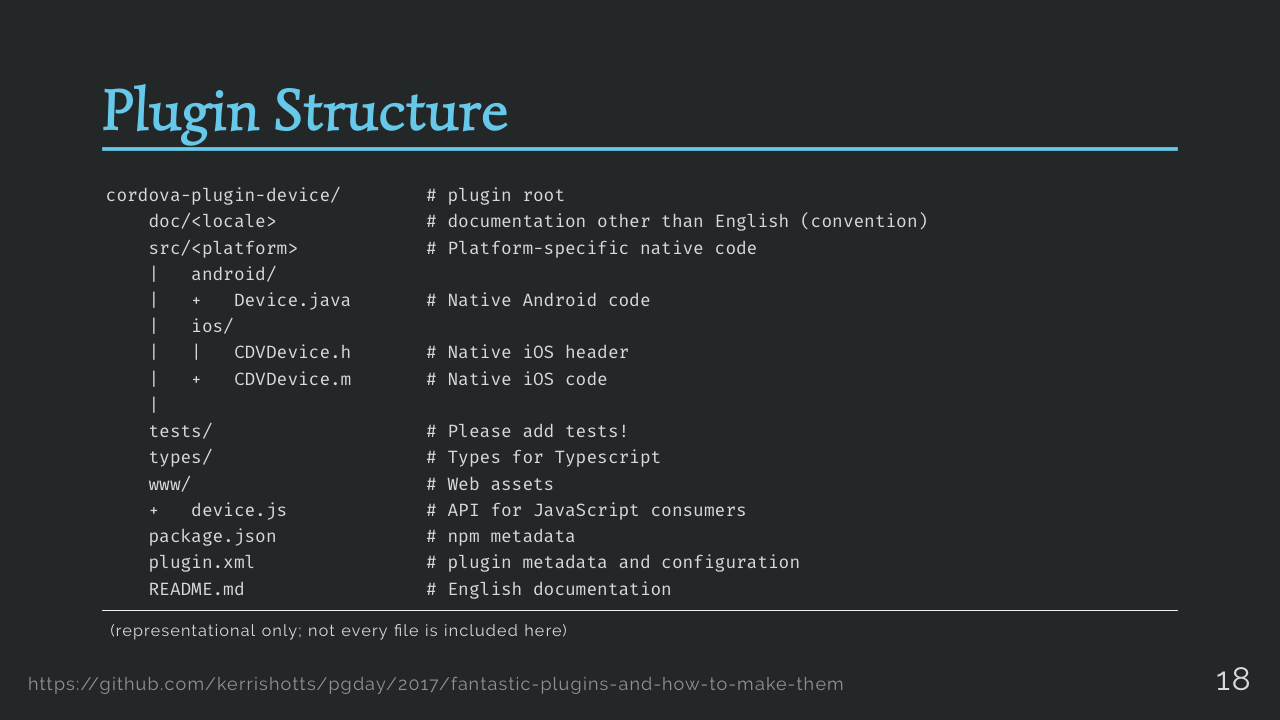 Plugin Structure
cordova-plugin-device/        # plugin root
    doc/<locale>              # documentation other than English (convention)
    src/<platform>            # Platform-specific native code
    |   android/
    |   +   Device.java       # Native Android code
    |   ios/
    |   |   CDVDevice.h       # Native iOS header
    |   +   CDVDevice.m       # Native iOS code
    |
    tests/                    # Please add tests!
    types/                    # Types for Typescript
    www/                      # Web assets
    +   device.js             # API for JavaScript consumers
    package.json              # npm metadata
    plugin.xml                # plugin metadata and configuration
    README.md                 # English documentation
(representational only; not every file is included here)
https://github.com/kerrishotts/pgday/2017/fantastic-plugins-and-how-to-make-them
18